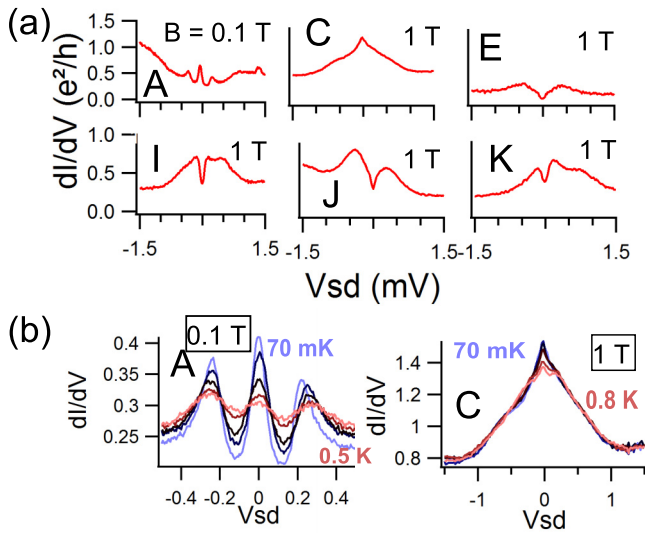 (a)
dI/dV (e²/h)
1.5
1.0
0.5
0.0
B = 0.1 T
A
C
1 T
E
1 T
dI/dV
1.0
0.5
0.0
I
1 T
J
1 T
K
1 T
-1.5
1.5
-1.5
1.5
-1.5
1.5
Vsd (mV)
(b)
dI/dV
0.4
0.35
0.3
0.25
A
0.1 T
70 mK
0.5 K
-0.4
-0.2
0
0.2
0.4
Vsd
dI/dV
1.4
1.2
1
0.8
70 mK
1 T
0.8 K
C
-1
0
1
Vsd